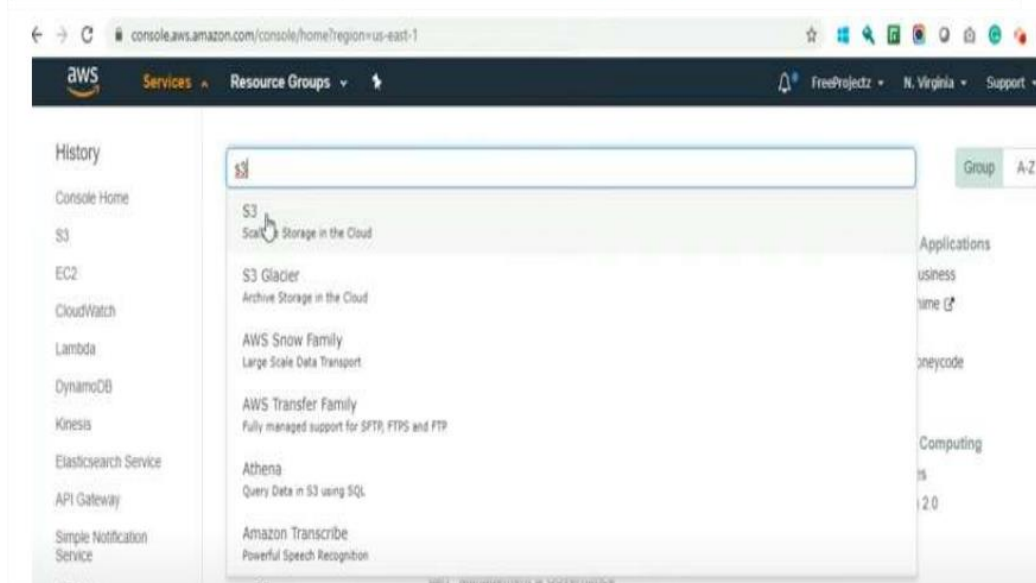 console.aws.amazon.com/console/home?region=us-east-1
aws Services Resource Groups FreeProjectz N. Virginia Support
History
Console Home
S3
EC2
CloudWatch
Lambda
DynamoDB
Kinesis
Elasticsearch Service
API Gateway
Simple Notification
Service
s3
Group A-Z
S3
Storage in the Cloud
S3 Glacier
Archive Storage in the Cloud
AWS Snow Family
Large Scale Data Transport
AWS Transfer Family
Fully managed support for SFTP, FTPS and FTP
Athena
Query Data in S3 using SQL
Amazon Transcribe
Powerful Speech Recognition
Applications
usiness
oneycode
Computing
2.0